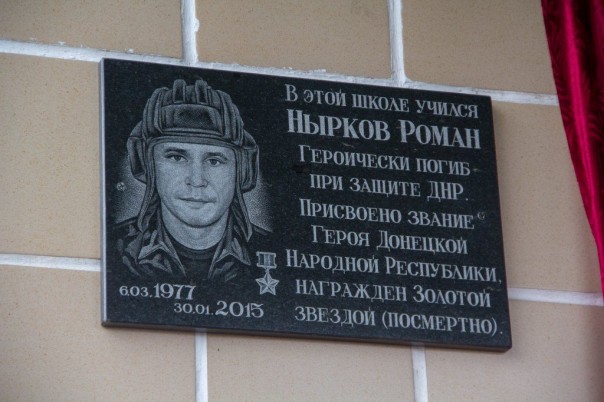 В этой школе учился
Нырков Роман
Героически погиб
при защите ДНР.
Присвоено звание
Героя Донецкой
Народной Республики,
награжден Золотой
звездой (посмертно).
6.03.1977
30.01.2015